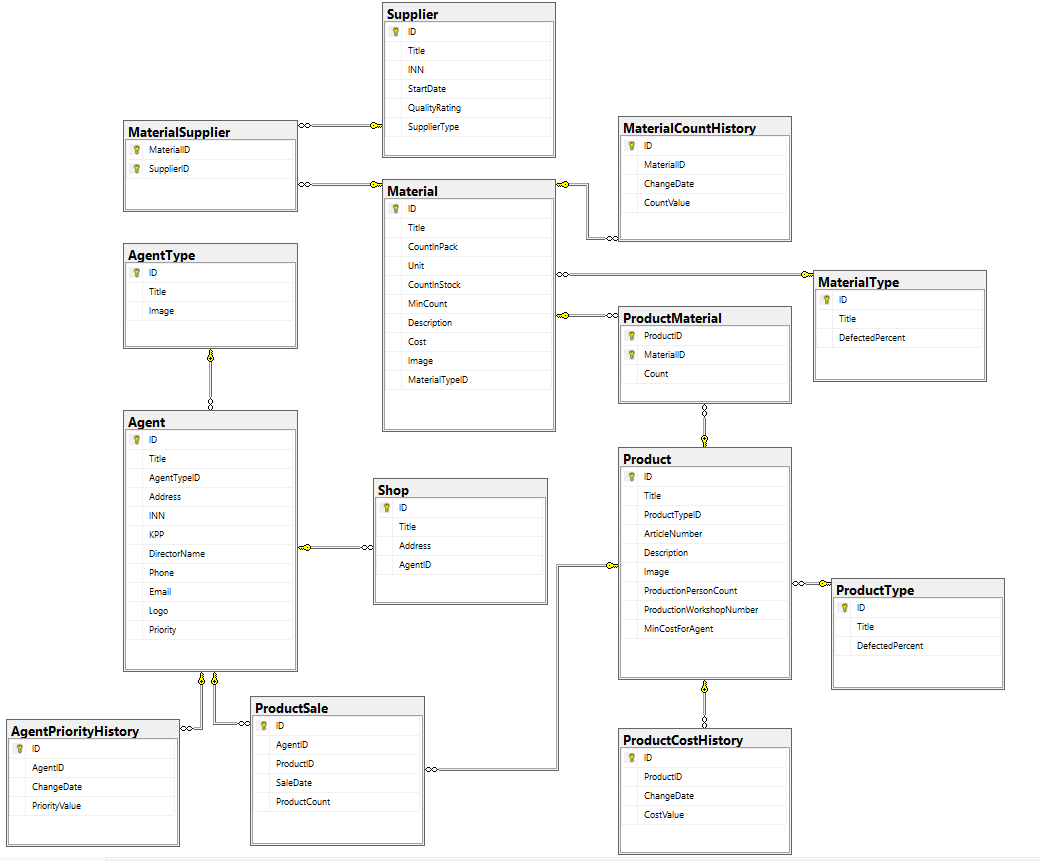 Supplier
ID
Title
INN
StartDate
QualityRating
SupplierType
MaterialSupplier
MaterialID
SupplierID
MaterialCountHistory
ID
MaterialID
ChangeDate
CountValue
Material
ID
Title
CountInPack
Unit
CountInStock
MinCount
Description
Cost
Image
MaterialTypeID
AgentType
ID
Title
Image
MaterialType
ID
Title
DefectedPercent
ProductMaterial
ProductID
MaterialID
Count
Agent
ID
Title
AgentTypeID
Address
INN
KPP
DirectorName
Phone
Email
Logo
Priority
Shop
ID
Title
Address
AgentID
Product
ID
Title
ProductTypeID
ArticleNumber
Description
Image
ProductionPersonCount
ProductionWorkshopNumber
MinCostForAgent
ProductType
ID
Title
DefectedPercent
AgentPriorityHistory
ID
AgentID
ChangeDate
PriorityValue
ProductSale
ID
AgentID
ProductID
SaleDate
ProductCount
ProductCostHistory
ID
ProductID
ChangeDate
CostValue